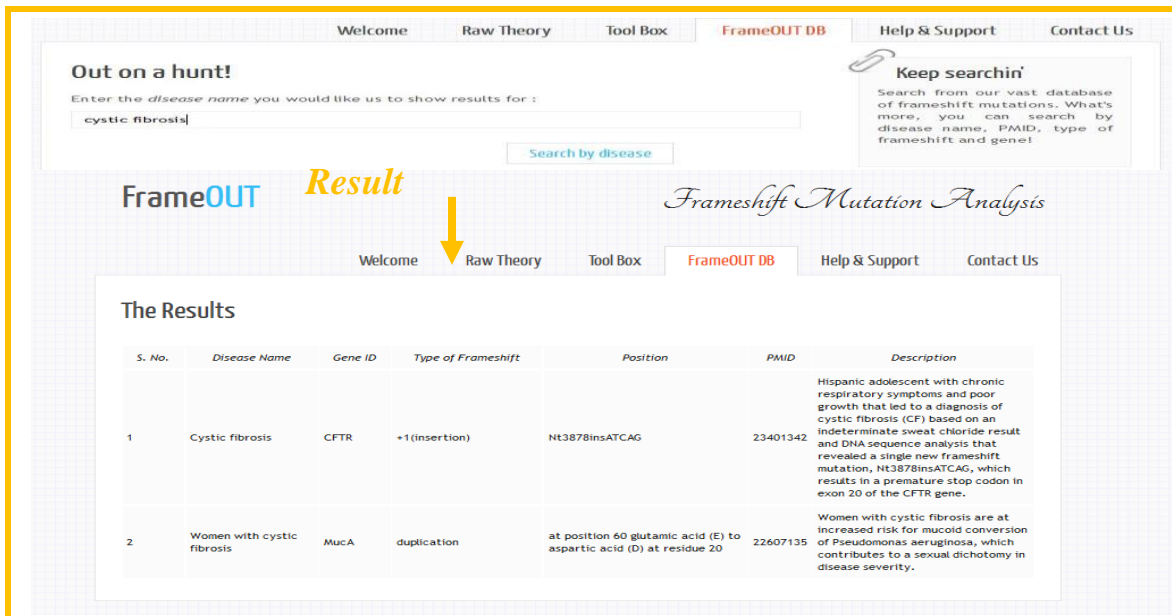 Welcome Raw Theory Tool Box FrameOUT DB Help & Support Contact Us
Out on a hunt!
Enter the disease name you would like us to show results for :
cystic fibrosis
Search by disease
Keep searchin'
Search from our vast database
of frameshift mutations. What's
more, you can search by
disease name, PMID, type of
frameshift and gene!
Result
FrameOUT
Frameshift Mutation Analysis
Welcome Raw Theory Tool Box FrameOUT DB Help & Support Contact Us
The Results
S. No. Disease Name Gene ID Type of Frameshift Position PMID Description
1 Cystic fibrosis CFTR +1(insertion) Nt3878insATCAG 23401342
Hispanic adolescent with chronic
respiratory symptoms and poor
growth that led to a diagnosis of
cystic fibrosis (CF) based on an
indeterminate sweat chloride result
and DNA sequence analysis that
revealed a single new frameshift
mutation, Nt3878insATCAG, which
results in a premature stop codon in
exon 20 of the CFTR gene.
2 Women with cystic
fibrosis MucA duplication at position 60 glutamic acid (E) to
aspartic acid (D) at residue 20 22607135
Women with cystic fibrosis are at
increased risk for mucoid conversion
of Pseudomonas aeruginosa, which
contributes to a sexual dichotomy in
disease severity.